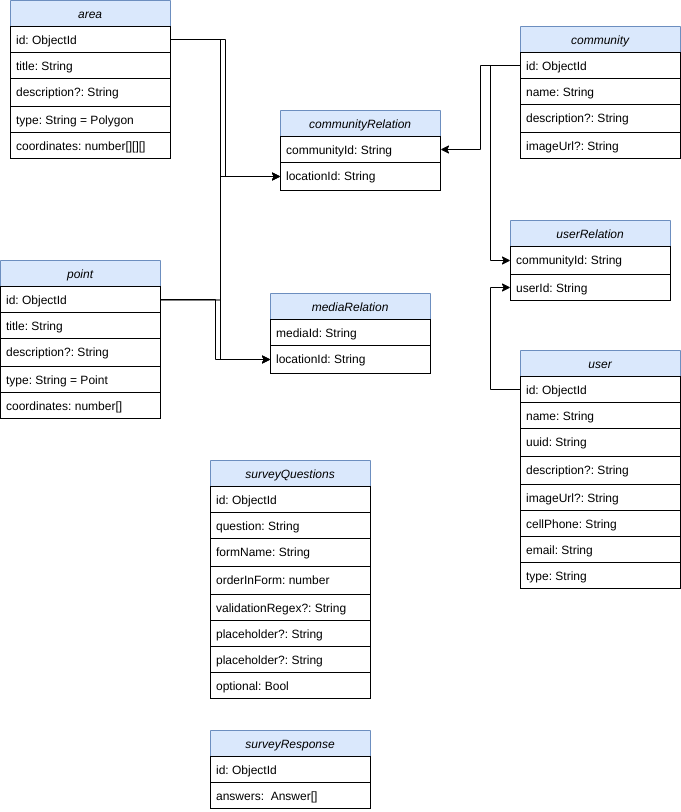 area
id: ObjectId
title: String
description?: String
type: String = Polygon
coordinates: number[][][]
community
id: ObjectId
name: String
description?: String
imageUrl?: String
communityRelation
communityId: String
locationId: String
userRelation
communityId: String
userId: String
point
id: ObjectId
title: String
description?: String
type: String = Point
coordinates: number[]
mediaRelation
mediaId: String
locationId: String
user
id: ObjectId
name: String
uuid: String
description?: String
imageUrl?: String
cellPhone: String
email: String
type: String
surveyQuestions
id: ObjectId
question: String
formName: String
orderInForm: number
validationRegex?: String
placeholder?: String
placeholder?: String
optional: Bool
surveyResponse
id: ObjectId
answers:  Answer[]